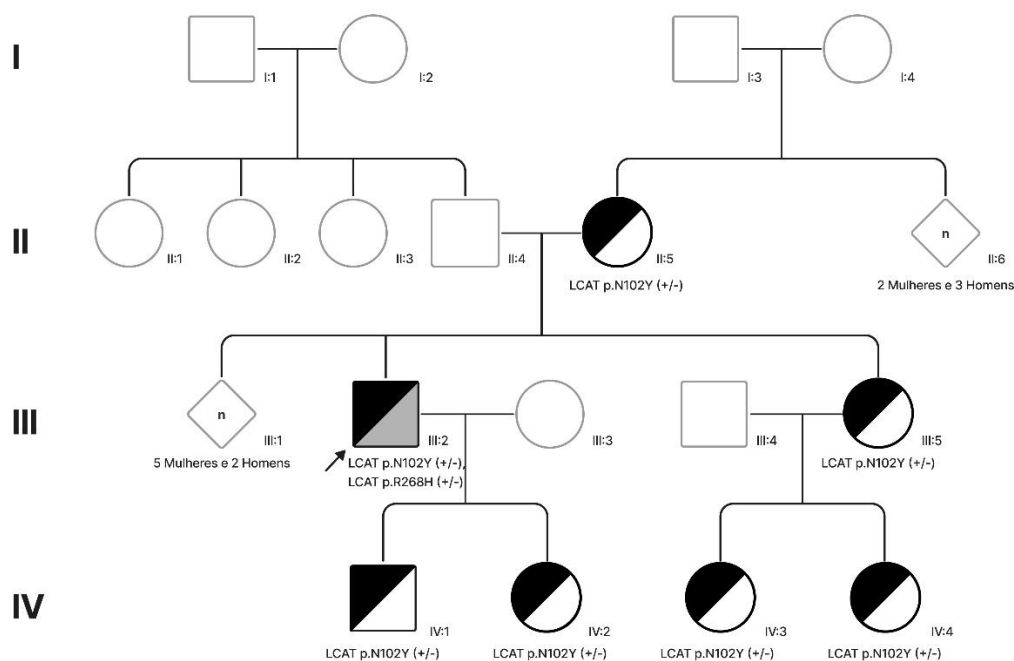 I
I:1
I:2
I:3
I:4
II
II:1
II:2
II:3
II:4
II:5
LCAT p.N102Y (+/-)
n
II:6
2 Mulheres e 3 Homens
III
n
III:1
5 Mulheres e 2 Homens
III:2
LCAT p.N102Y (+/-),
LCAT p.R268H (+/-)
III:3
III:4
III:5
LCAT p.N102Y (+/-)
IV
IV:1
LCAT p.N102Y (+/-)
IV:2
LCAT p.N102Y (+/-)
IV:3
LCAT p.N102Y (+/-)
IV:4
LCAT p.N102Y (+/-)